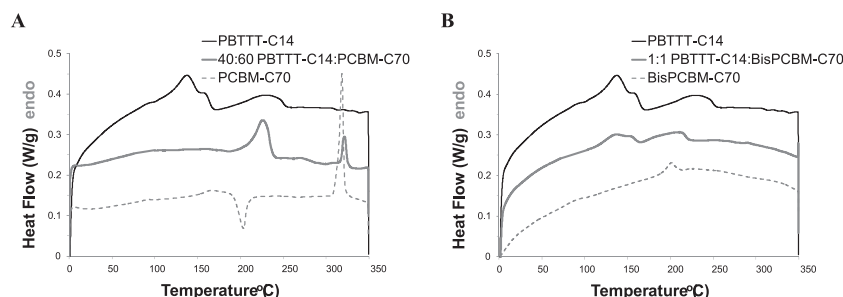 A
PBTTT-C14
40:60 PBTTT-C14:PCBM-C70
PCBM-C70
Heat Flow (W/g) endo
0.5
0.4
0.3
0.2
0.1
0
0 50 100 150 200 250 300 350
Temperature(°C)
B
PBTTT-C14
1:1 PBTTT-C14:BisPCBM-C70
BisPCBM-C70
Heat Flow (W/g) endo
0.5
0.4
0.3
0.2
0.1
0
0 50 100 150 200 250 300 350
Temperature(°C)